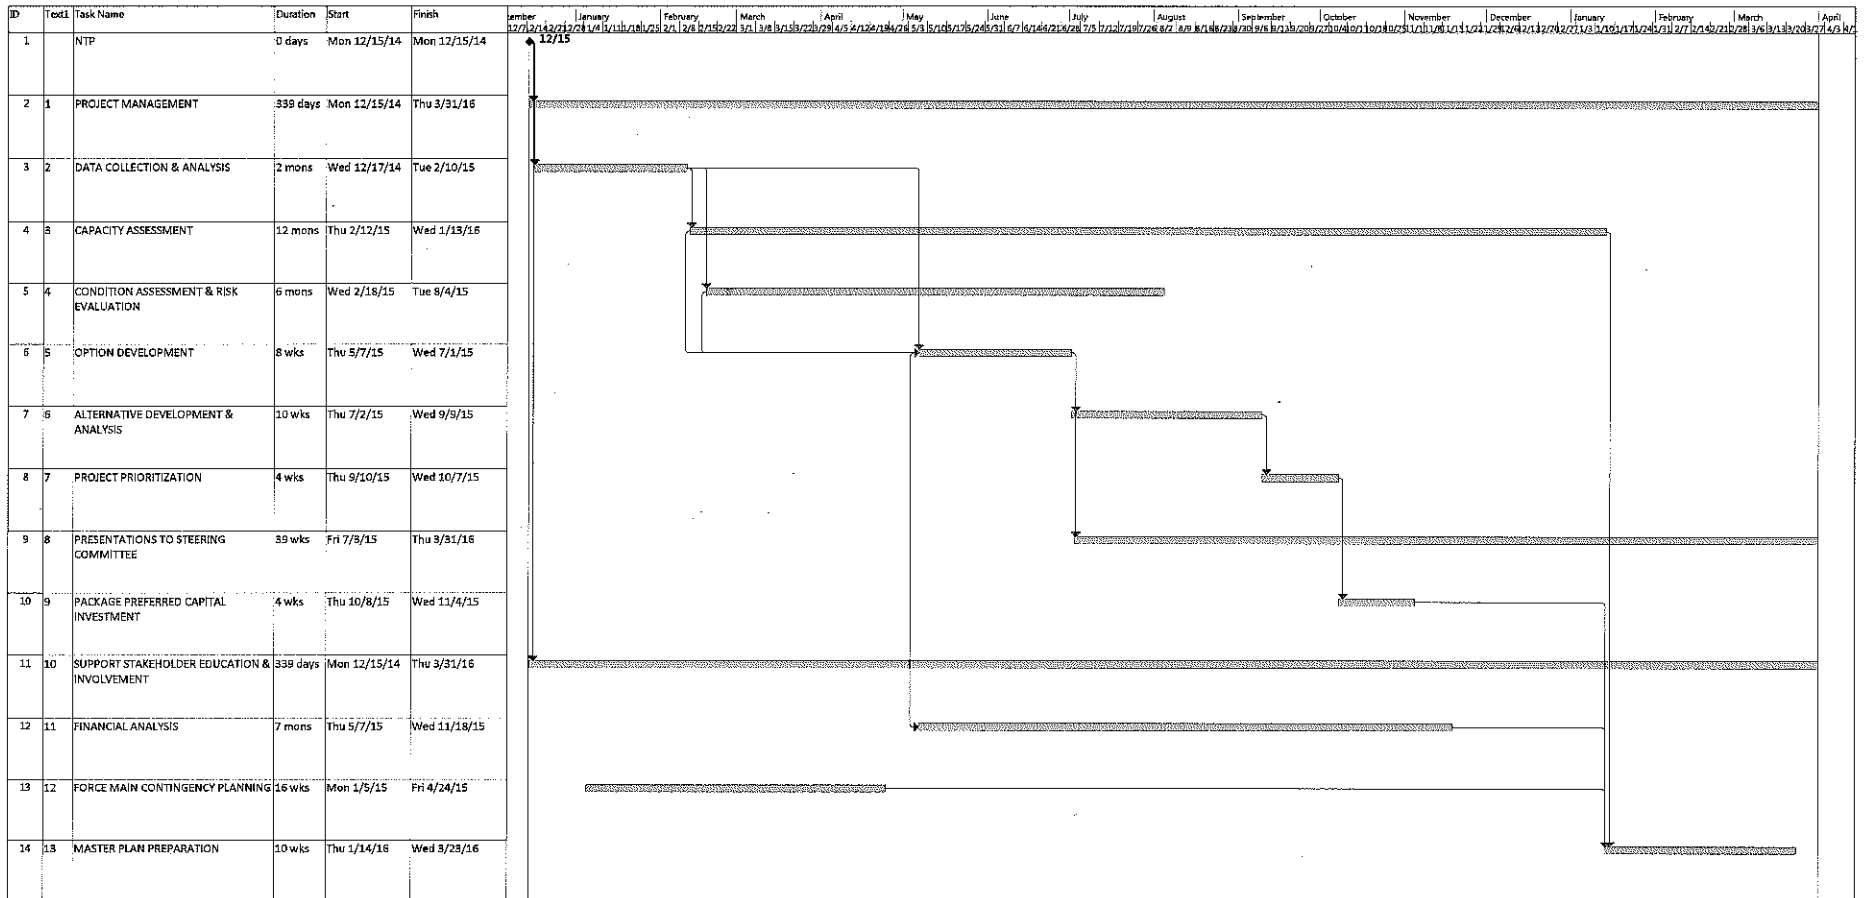 ID Text1 Task Name Duration Start Finish
January February March April May June July August September October November December January February March April
1 NTP 0 days Mon 12/15/14 Mon 12/15/14
12/15
2 1 PROJECT MANAGEMENT 339 days Mon 12/15/14 Thu 3/31/16
3 2 DATA COLLECTION & ANALYSIS 2 mons Wed 12/17/14 Tue 2/10/15
4 3 CAPACITY ASSESSMENT 12 mons Thu 2/12/15 Wed 1/13/16
5 4 CONDITION ASSESSMENT & RISK 6 mons Wed 2/18/15 Tue 8/4/15
EVALUATION
6 5 OPTION DEVELOPMENT 8 wks Thu 5/7/15 Wed 7/1/15
7 6 ALTERNATIVE DEVELOPMENT & 10 wks Thu 7/2/15 Wed 9/9/15
ANALYSIS
8 7 PROJECT PRIORITIZATION 4 wks Thu 9/10/15 Wed 10/7/15
9 8 PRESENTATIONS TO STEERING 39 wks Fri 7/3/15 Thu 3/31/16
COMMITTEE
10 9 PACKAGE PREFERRED CAPITAL 4 wks Thu 10/8/15 Wed 11/4/15
INVESTMENT
11 10 SUPPORT STAKEHOLDER EDUCATION & 339 days Mon 12/15/14 Thu 3/31/16
INVOLVEMENT
12 11 FINANCIAL ANALYSIS 7 mons Thu 5/7/15 Wed 11/18/15
13 12 FORCE MAIN CONTINGENCY PLANNING 16 wks Mon 1/5/15 Fri 4/24/15
14 13 MASTER PLAN PREPARATION 10 wks Thu 1/14/16 Wed 3/23/16